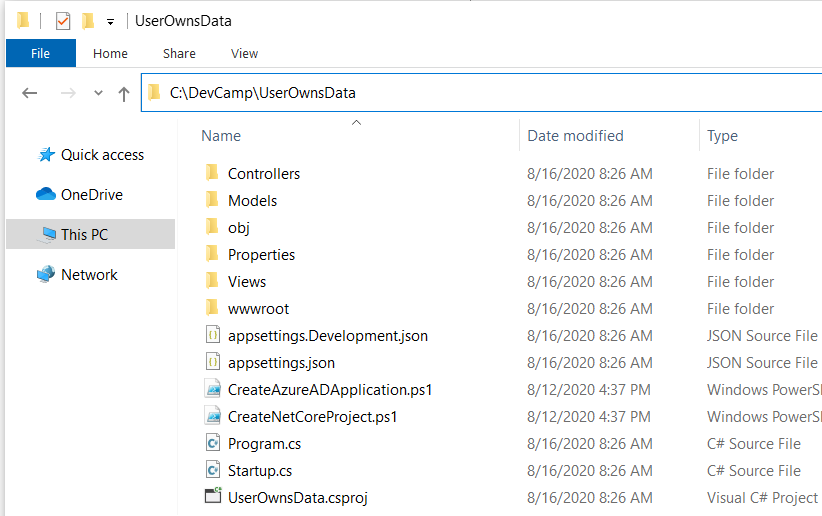 UserOwnsData
File Home Share View
C:\DevCamp\UserOwnsData
Name Date modified Type
Quick access
OneDrive
This PC
Network
Controllers 8/16/2020 8:26 AM File folder
Models 8/16/2020 8:26 AM File folder
obj 8/16/2020 8:26 AM File folder
Properties 8/16/2020 8:26 AM File folder
Views 8/16/2020 8:26 AM File folder
wwwroot 8/16/2020 8:26 AM File folder
appsettings.Development.json 8/16/2020 8:26 AM JSON Source File
appsettings.json 8/16/2020 8:26 AM JSON Source File
CreateAzureADApplication.ps1 8/12/2020 4:37 PM Windows PowerSh
CreateNetCoreProject.ps1 8/12/2020 4:37 PM Windows PowerSh
Program.cs 8/16/2020 8:26 AM C# Source File
Startup.cs 8/16/2020 8:26 AM C# Source File
UserOwnsData.csproj 8/16/2020 8:26 AM Visual C# Project